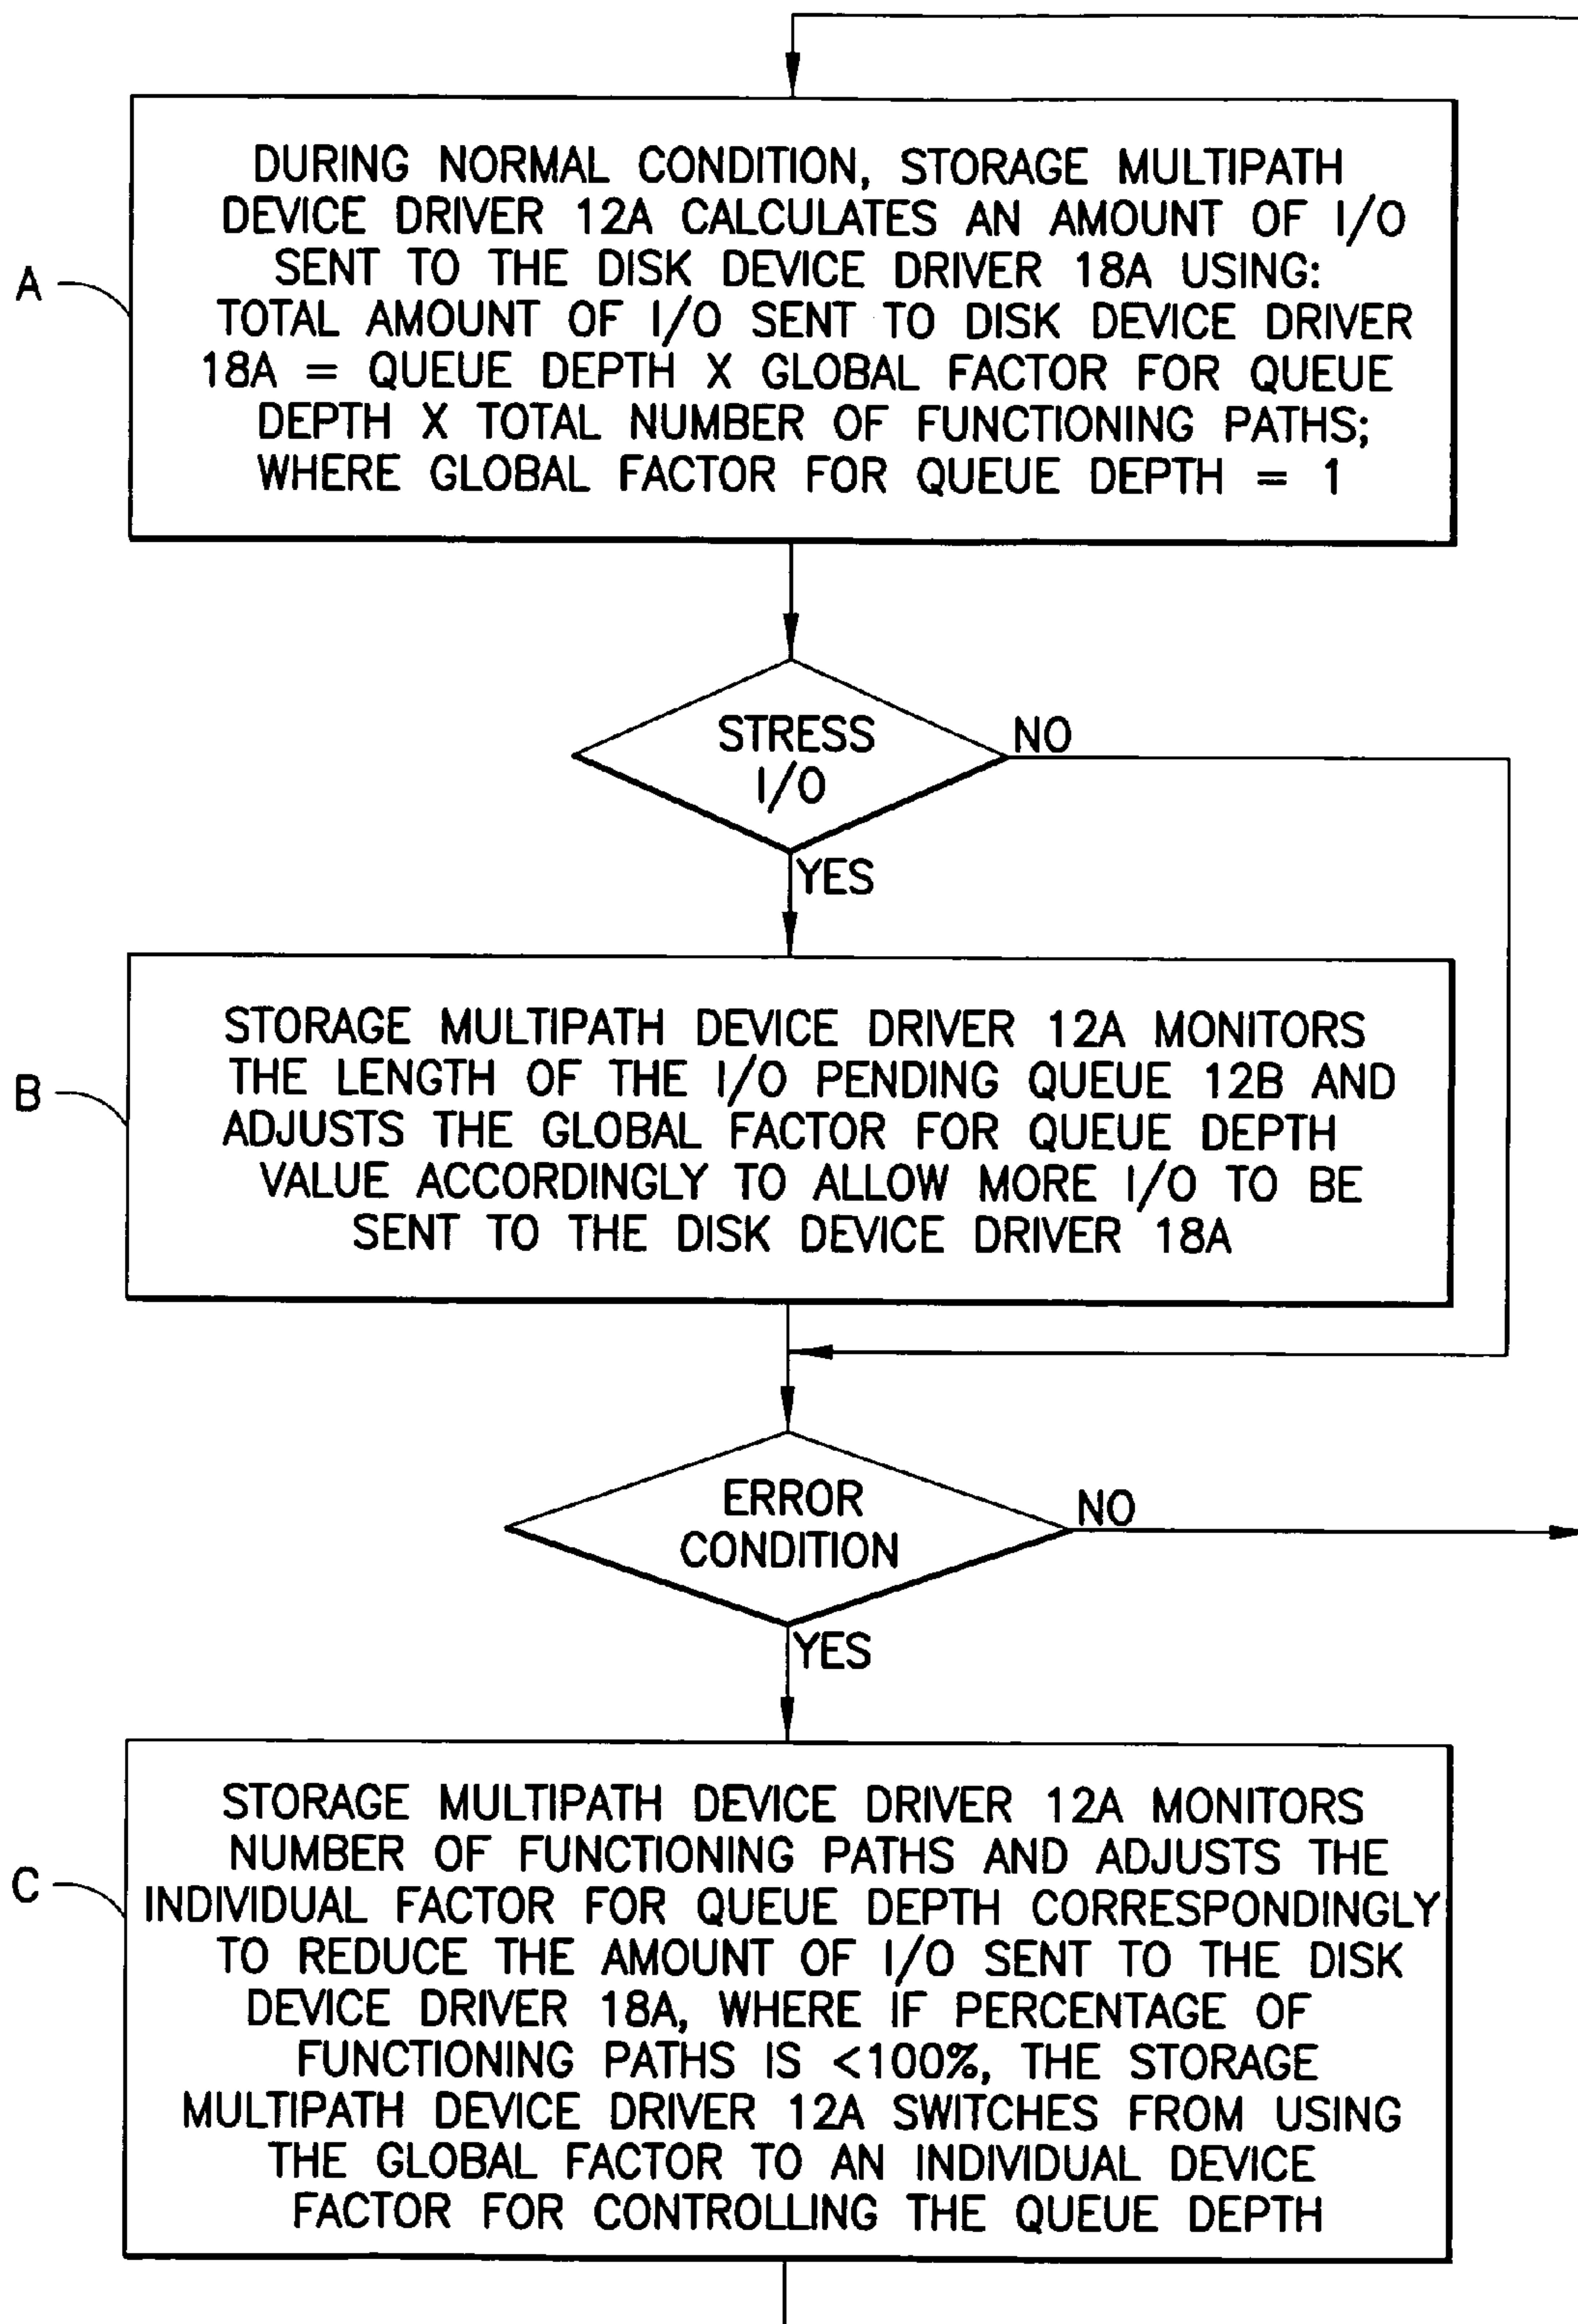 A
DURING NORMAL CONDITION, STORAGE MULTIPATH
DEVICE DRIVER 12A CALCULATES AN AMOUNT OF I/O
SENT TO THE DISK DEVICE DRIVER 18A USING:
TOTAL AMOUNT OF I/O SENT TO DISK DEVICE DRIVER
18A = QUEUE DEPTH X GLOBAL FACTOR FOR QUEUE
DEPTH X TOTAL NUMBER OF FUNCTIONING PATHS;
WHERE GLOBAL FACTOR FOR QUEUE DEPTH = 1
STRESS
I/O
NO
YES
B
STORAGE MULTIPATH DEVICE DRIVER 12A MONITORS
THE LENGTH OF THE I/O PENDING QUEUE 12B AND
ADJUSTS THE GLOBAL FACTOR FOR QUEUE DEPTH
VALUE ACCORDINGLY TO ALLOW MORE I/O TO BE
SENT TO THE DISK DEVICE DRIVER 18A
ERROR
CONDITION
NO
YES
C
STORAGE MULTIPATH DEVICE DRIVER 12A MONITORS
NUMBER OF FUNCTIONING PATHS AND ADJUSTS THE
INDIVIDUAL FACTOR FOR QUEUE DEPTH CORRESPONDINGLY
TO REDUCE THE AMOUNT OF I/O SENT TO THE DISK
DEVICE DRIVER 18A, WHERE IF PERCENTAGE OF
FUNCTIONING PATHS IS <100%, THE STORAGE
MULTIPATH DEVICE DRIVER 12A SWITCHES FROM USING
THE GLOBAL FACTOR TO AN INDIVIDUAL DEVICE
FACTOR FOR CONTROLLING THE QUEUE DEPTH